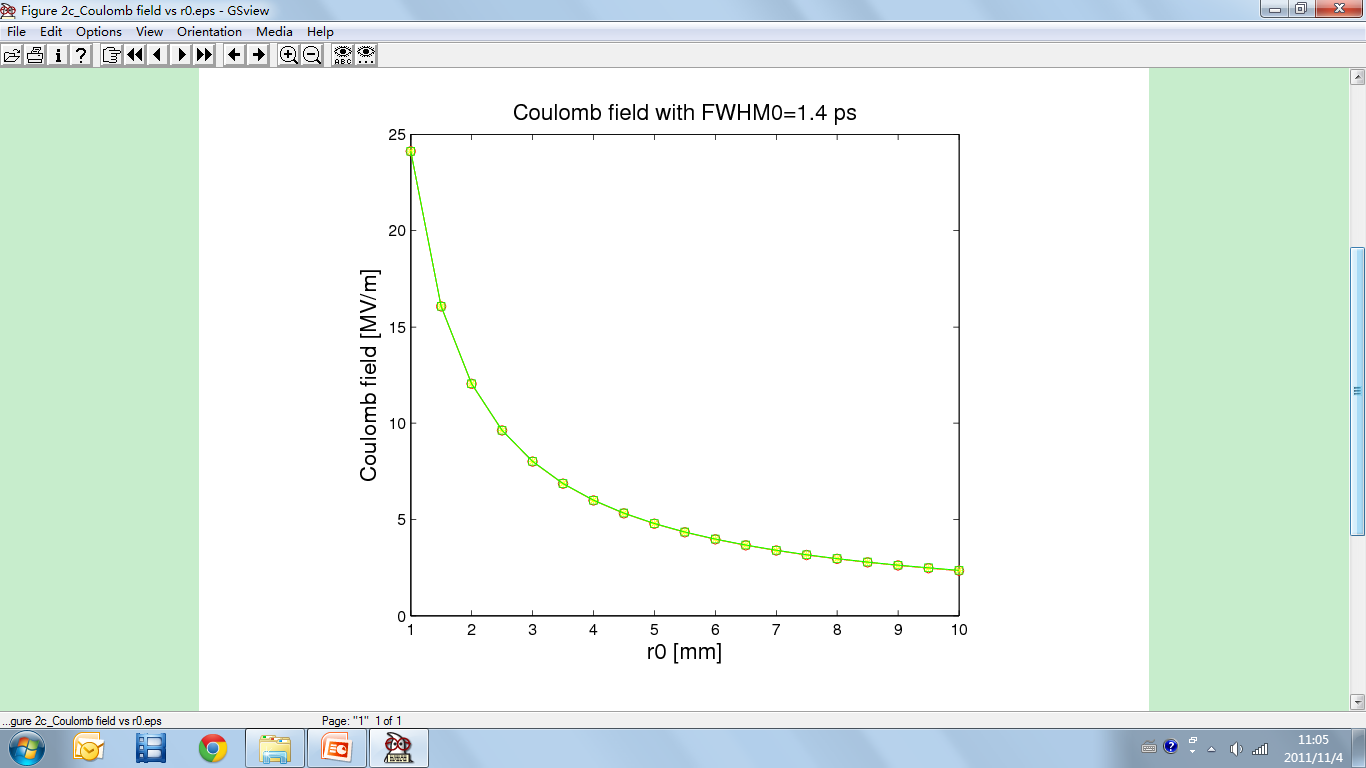 Figure 2c_Coulomb field vs r0.eps - GSview
File Edit Options View Orientation Media Help
i ? ABC
Coulomb field with FWHM0=1.4 ps
25
20
15
10
5
0
Coulomb field [MV/m]
1 2 3 4 5 6 7 8 9 10
r0 [mm]
...gure 2c_Coulomb field vs r0.eps Page: "1" 1 of 1
11:05
2011/11/4